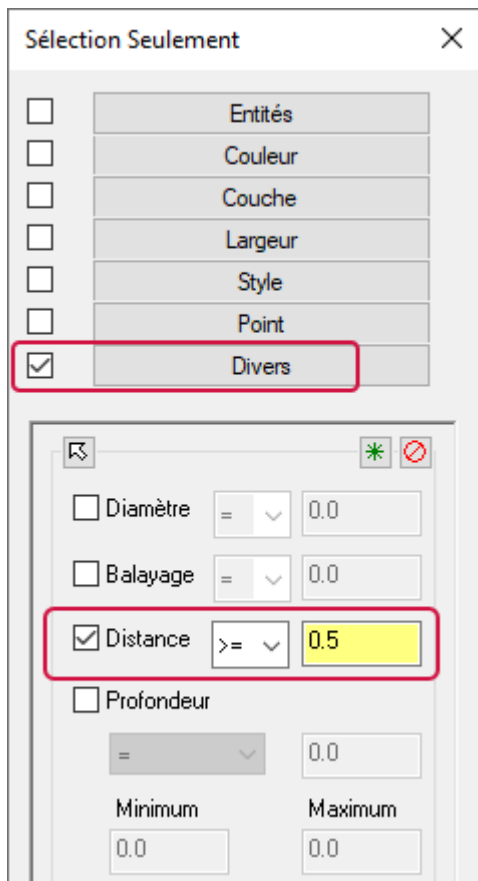 Sélection Seulement
Entités
Couleur
Couche
Largeur
Style
Point
Divers
Diamètre = 0.0
Balayage = 0.0
Distance >= 0.5
Profondeur
= 0.0
Minimum Maximum
0.0 0.0